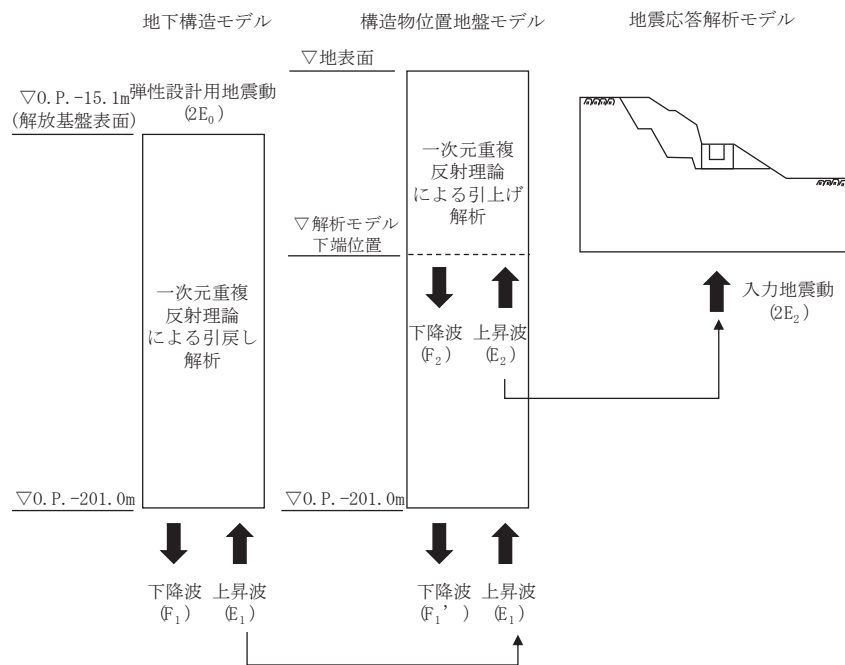 地下構造モデル
構造物位置地盤モデル
地震応答解析モデル
▽O.P.-15.1m
(解放基盤表面)
弾性設計用地震動
(2E₀)
一次元重複
反射理論
による引戻し
解析
▽O.P.-201.0m
下降波
(F₁)
上昇波
(E₁)
▽地表面
一次元重複
反射理論
による引上げ
解析
▽解析モデル
下端位置
下降波
(F₂)
上昇波
(E₂)
▽O.P.-201.0m
下降波
(F₁’)
上昇波
(E₁)
入力地震動
(2E₂)